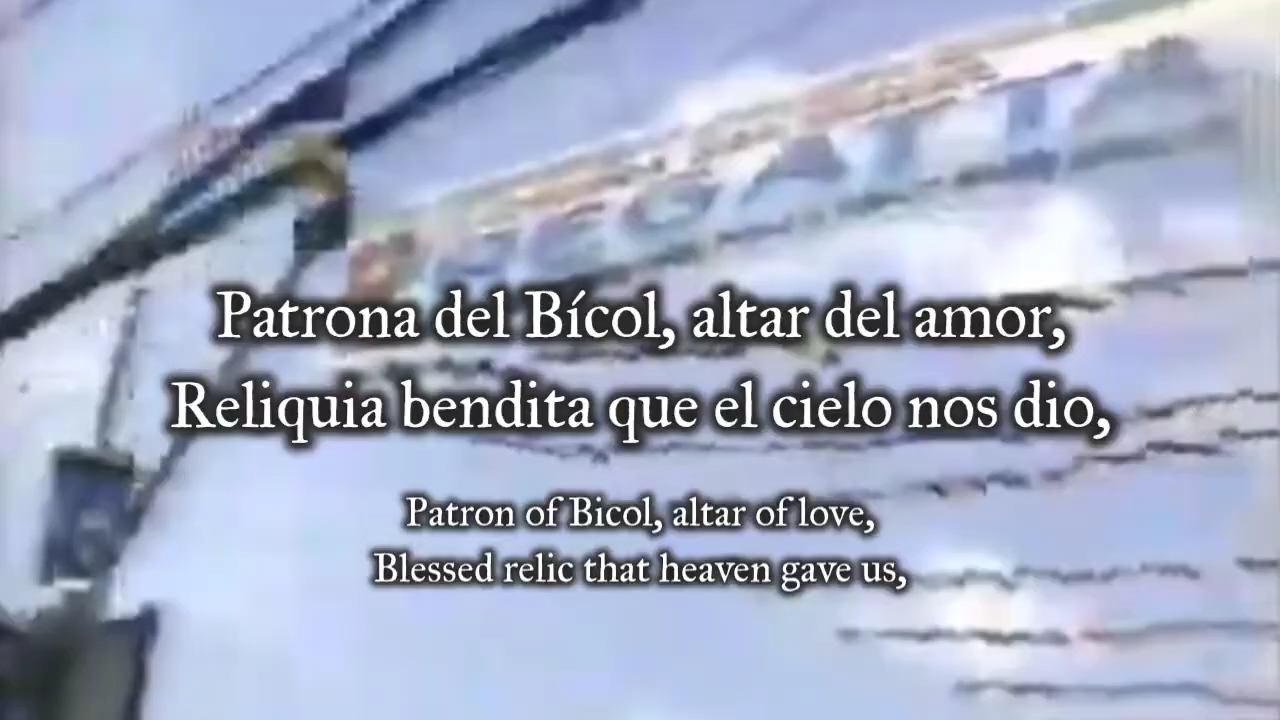 Patrona del Bícol, altar del amor,
Reliquia bendita que el cielo nos dio,
Patron of Bicol, altar of love,
Blessed relic that heaven gave us,